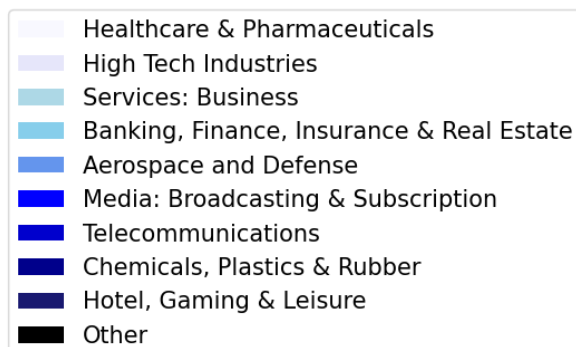 Healthcare & Pharmaceuticals
High Tech Industries
Services: Business
Banking, Finance, Insurance & Real Estate
Aerospace and Defense
Media: Broadcasting & Subscription
Telecommunications
Chemicals, Plastics & Rubber
Hotel, Gaming & Leisure
Other